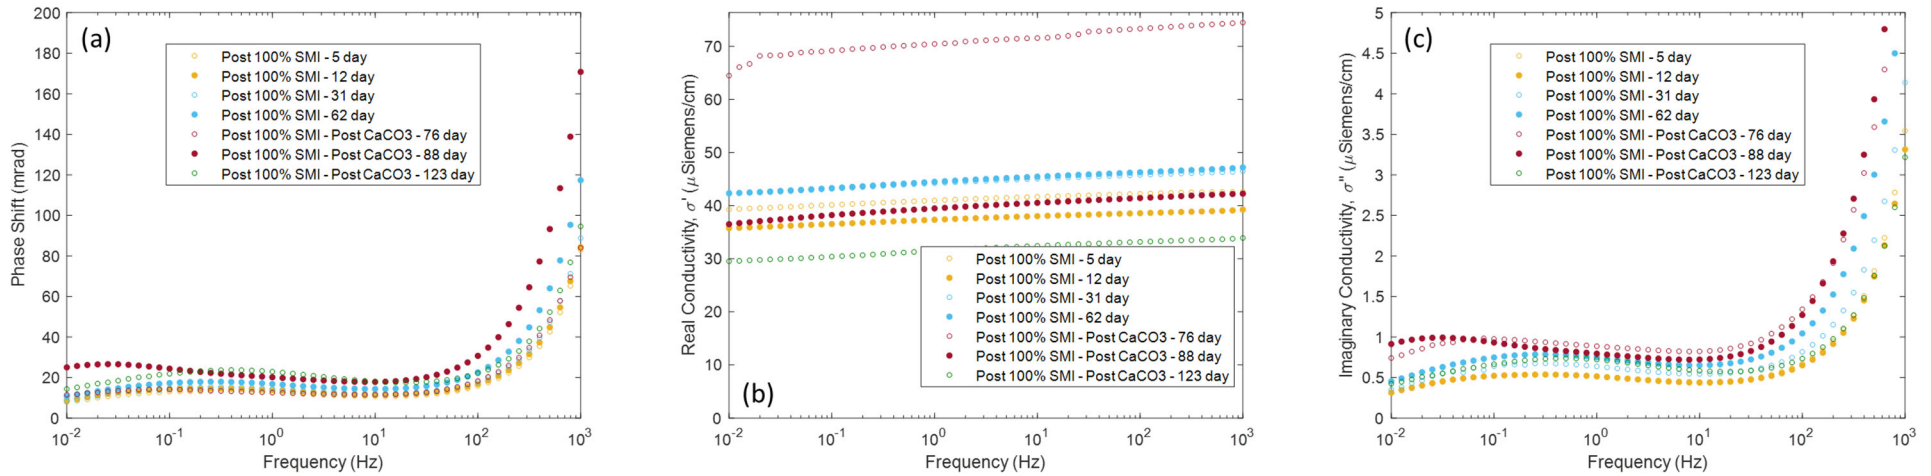 (a)
Phase Shift (mrad)
200
180
160
140
120
100
80
60
40
20
0
Post 100% SMI - 5 day
Post 100% SMI - 12 day
Post 100% SMI - 31 day
Post 100% SMI - 62 day
Post 100% SMI - Post CaCO3 - 76 day
Post 100% SMI - Post CaCO3 - 88 day
Post 100% SMI - Post CaCO3 - 123 day
10-2 10-1 100 101 102 103
Frequency (Hz)
(b)
Real Conductivity, σ' (μSiemens/cm)
70
60
50
40
30
20
10
0
Post 100% SMI - 5 day
Post 100% SMI - 12 day
Post 100% SMI - 31 day
Post 100% SMI - 62 day
Post 100% SMI - Post CaCO3 - 76 day
Post 100% SMI - Post CaCO3 - 88 day
Post 100% SMI - Post CaCO3 - 123 day
10-2 10-1 100 101 102 103
Frequency (Hz)
(c)
Imaginary Conductivity, σ'' (μSiemens/cm)
5
4.5
4
3.5
3
2.5
2
1.5
1
0.5
0
Post 100% SMI - 5 day
Post 100% SMI - 12 day
Post 100% SMI - 31 day
Post 100% SMI - 62 day
Post 100% SMI - Post CaCO3 - 76 day
Post 100% SMI - Post CaCO3 - 88 day
Post 100% SMI - Post CaCO3 - 123 day
10-2 10-1 100 101 102 103
Frequency (Hz)